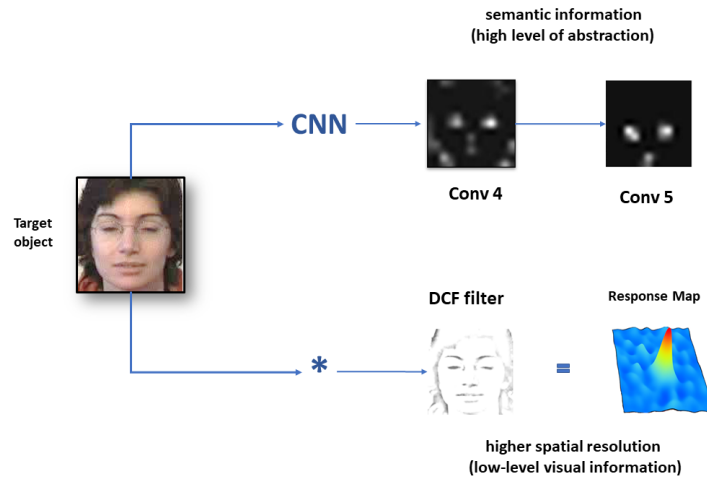 semantic information
(high level of abstraction)
CNN
Conv 4
Conv 5
Target
object
DCF filter
Response Map
*
=
higher spatial resolution
(low-level visual information)